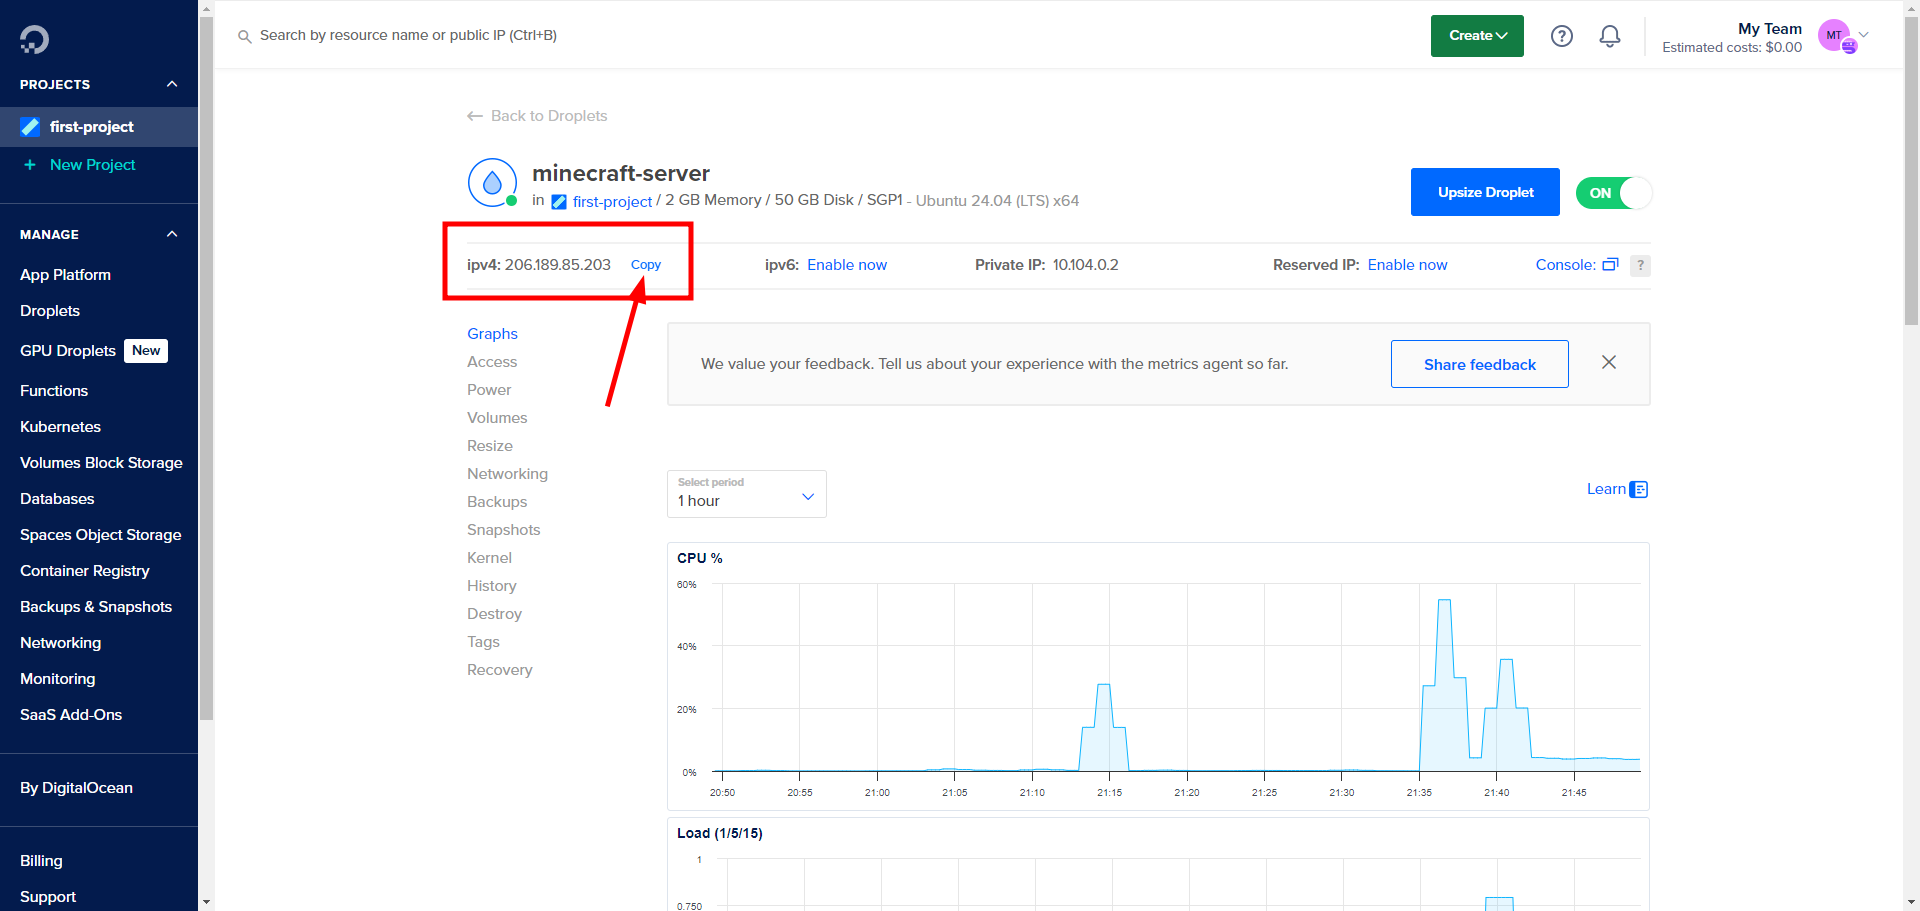 Search by resource name or public IP (Ctrl+B)
Create
?
My Team
Estimated costs: $0.00
MT
PROJECTS
first-project
+ New Project
MANAGE
App Platform
Droplets
GPU Droplets New
Functions
Kubernetes
Volumes Block Storage
Databases
Spaces Object Storage
Container Registry
Backups & Snapshots
Networking
Monitoring
SaaS Add-Ons
By DigitalOcean
Billing
Support
← Back to Droplets
minecraft-server
in first-project / 2 GB Memory / 50 GB Disk / SGP1 - Ubuntu 24.04 (LTS) x64
Upsize Droplet
ON
ipv4: 206.189.85.203 Copy
ipv6: Enable now
Private IP: 10.104.0.2
Reserved IP: Enable now
Console:
?
Graphs
Access
Power
Volumes
Resize
Networking
Backups
Snapshots
Kernel
History
Destroy
Tags
Recovery
We value your feedback. Tell us about your experience with the metrics agent so far.
Share feedback
Select period
1 hour
Learn
CPU %
60%
40%
20%
0%
20:50 20:55 21:00 21:05 21:10 21:15 21:20 21:25 21:30 21:35 21:40 21:45
Load (1/5/15)
1
0.750